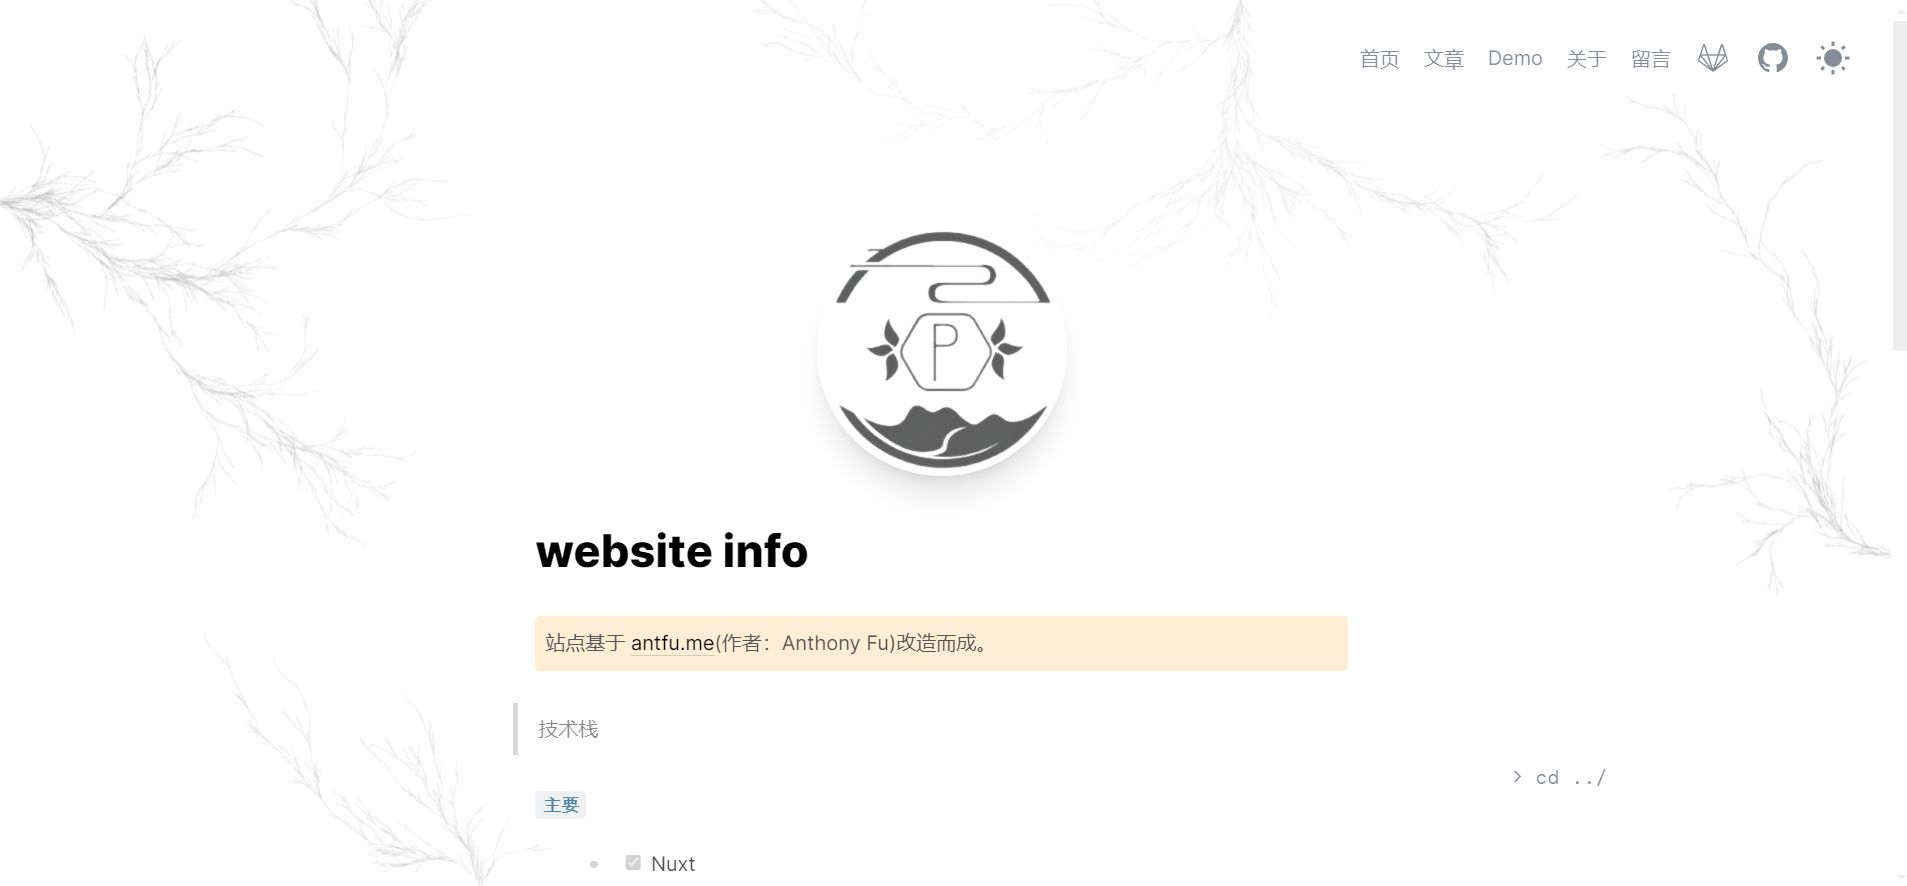 首页 文章 Demo 关于 留言
P
website info
站点基于 antfu.me(作者：Anthony Fu)改造而成。
技术栈
> cd ../
主要
Nuxt